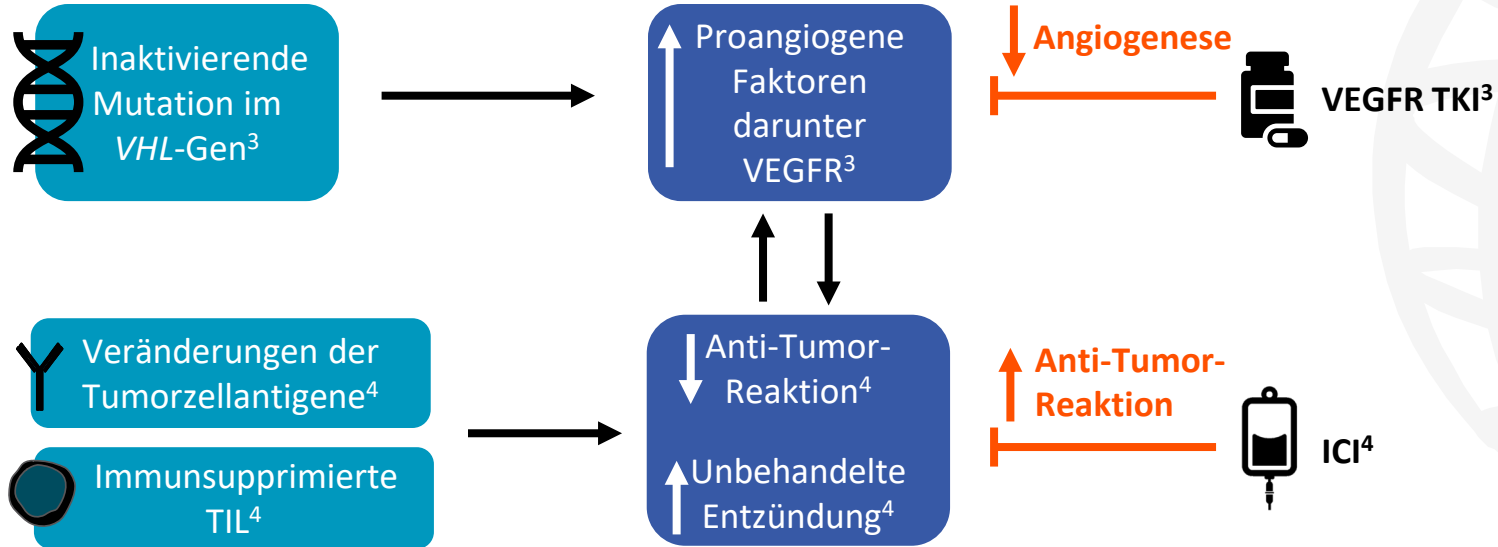 Inaktivierende
Mutation im
VHL-Gen³
Proangiogene
Faktoren
darunter
VEGFR³
Angiogenese
VEGFR TKI³
Veränderungen der
Tumorzellantigene⁴
Immunsupprimierte
TIL⁴
Anti-Tumor-
Reaktion⁴
Unbehandelte
Entzündung⁴
Anti-Tumor-
Reaktion
ICI⁴